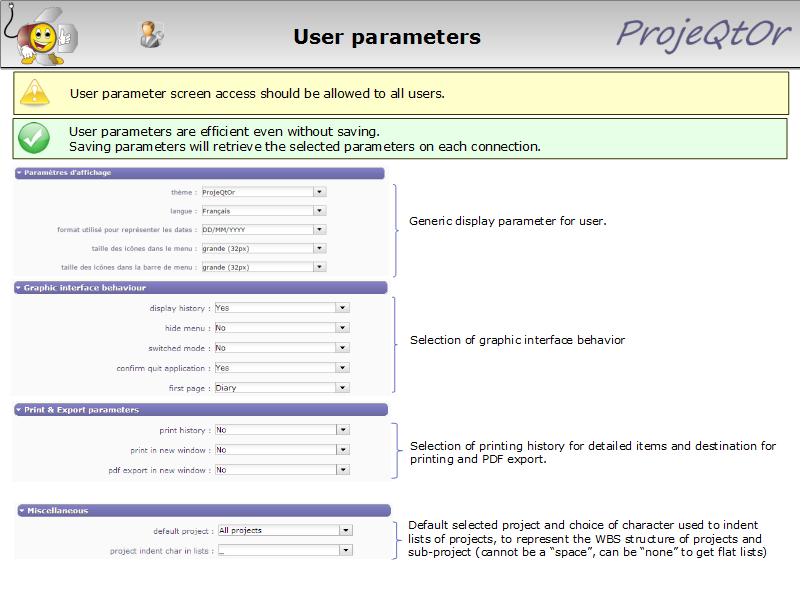 User parameters
ProjeQtOr
User parameter screen access should be allowed to all users.
User parameters are efficient even without saving.
Saving parameters will retrieve the selected parameters on each connection.
Paramètres d'affichage
thème : ProjeQtOr
langue : Français
format utilisé pour représenter les dates : DD/MM/YYYY
taille des icônes dans le menu : grande (32px)
taille des icônes dans la barre de menu : grande (32px)
Generic display parameter for user.
Graphic interface behaviour
display history : Yes
hide menu : No
switched mode : No
confirm quit application : Yes
first page : Diary
Selection of graphic interface behavior
Print & Export parameters
print history : No
print in new window : No
pdf export in new window : No
Selection of printing history for detailed items and destination for
printing and PDF export.
Miscellaneous
default project : All projects
project indent char in lists : _
Default selected project and choice of character used to indent
lists of projects, to represent the WBS structure of projects and
sub-project (cannot be a “space”, can be “none” to get flat lists)